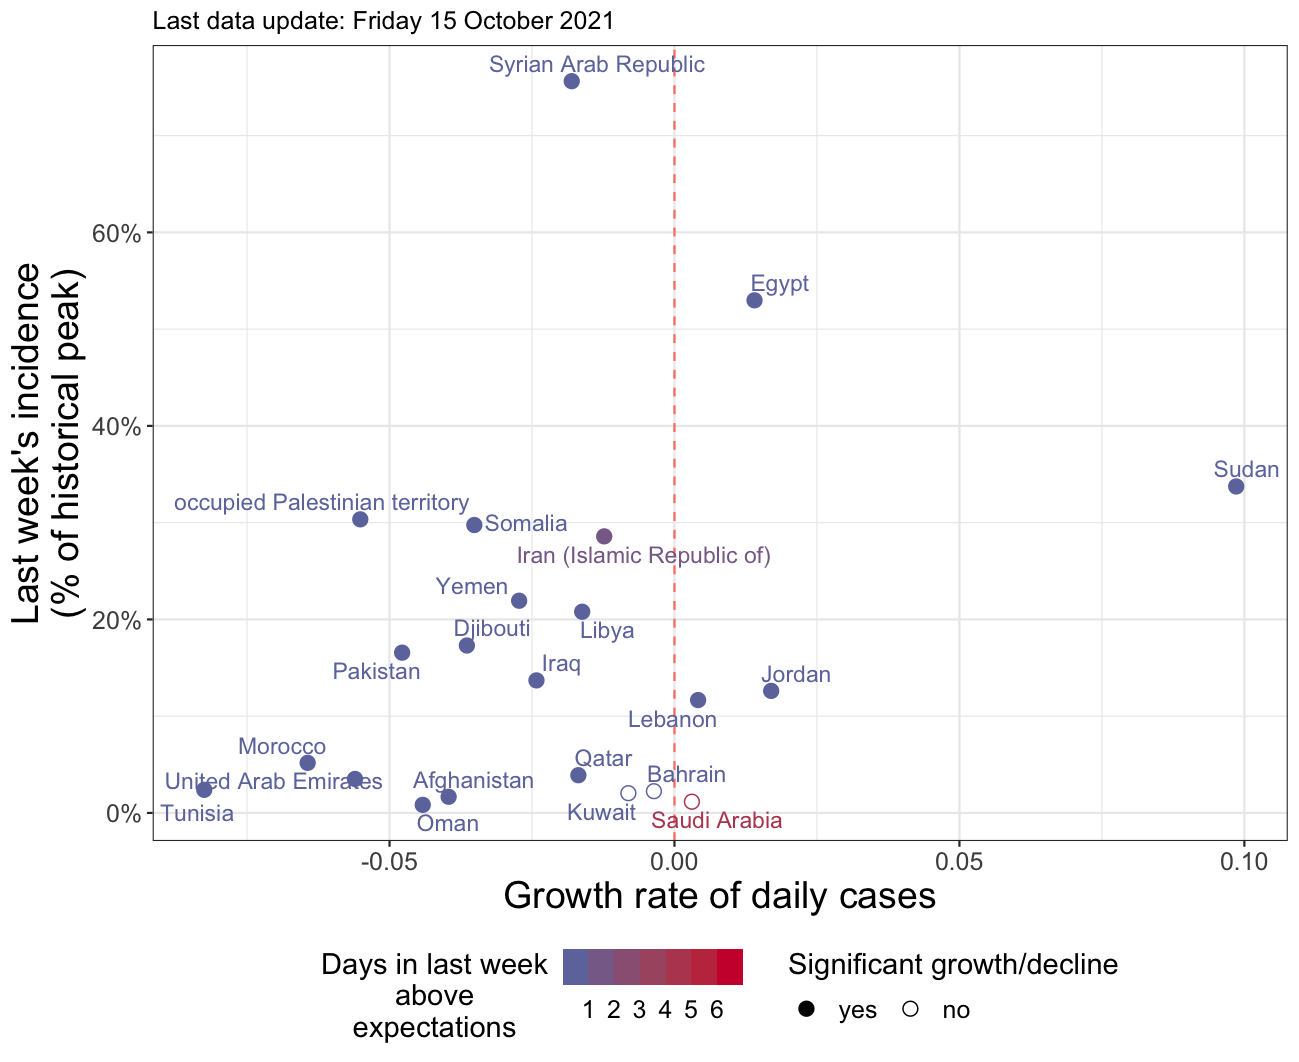 Last data update: Friday 15 October 2021
Last week's incidence
(% of historical peak)
60%
40%
20%
0%
Syrian Arab Republic
Egypt
Sudan
occupied Palestinian territory
Somalia
Iran (Islamic Republic of)
Yemen
Libya
Djibouti
Pakistan
Iraq
Jordan
Lebanon
Morocco
Qatar
Bahrain
United Arab Emirates
Afghanistan
Tunisia
Oman
Kuwait
Saudi Arabia
-0.05
0.00
0.05
0.10
Growth rate of daily cases
Days in last week
above
expectations
1 2 3 4 5 6
Significant growth/decline
yes
no